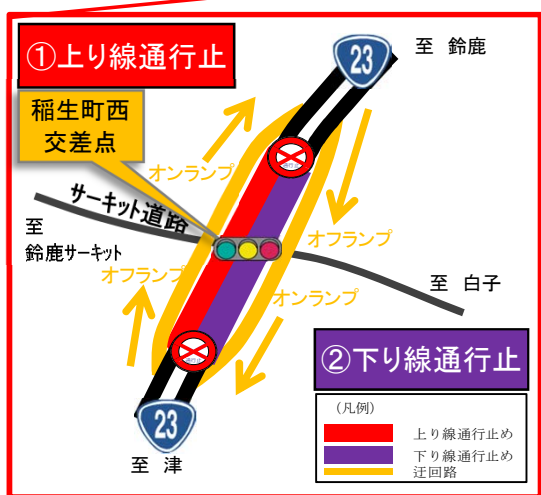 ①上り線通行止
23
至 鈴鹿
稲生町西
交差点
オンランプ
サーキット道路
至
鈴鹿サーキット
オフランプ
オフランプ
至 白子
オンランプ
②下り線通行止
(凡例)
上り線通行止め
下り線通行止め
迂回路
23
至 津